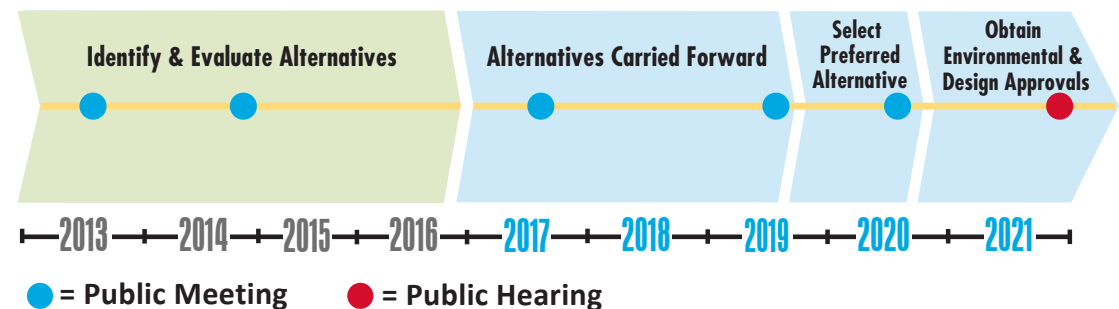 Identify & Evaluate Alternatives
Alternatives Carried Forward
Select
Preferred
Alternative
Obtain
Environmental &
Design Approvals
2013 2014 2015 2016 2017 2018 2019 2020 2021
= Public Meeting
= Public Hearing